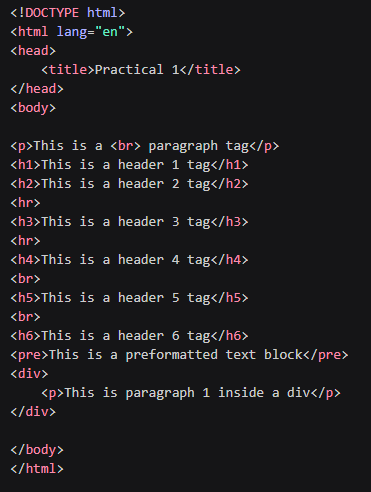 <!DOCTYPE html>
<html lang="en">
<head>
    <title>Practical 1</title>
</head>
<body>

<p>This is a <br> paragraph tag</p>
<h1>This is a header 1 tag</h1>
<h2>This is a header 2 tag</h2>
<hr>
<h3>This is a header 3 tag</h3>
<hr>
<h4>This is a header 4 tag</h4>
<br>
<h5>This is a header 5 tag</h5>
<br>
<h6>This is a header 6 tag</h6>
<pre>This is a preformatted text block</pre>
<div>
    <p>This is paragraph 1 inside a div</p>
</div>

</body>
</html>